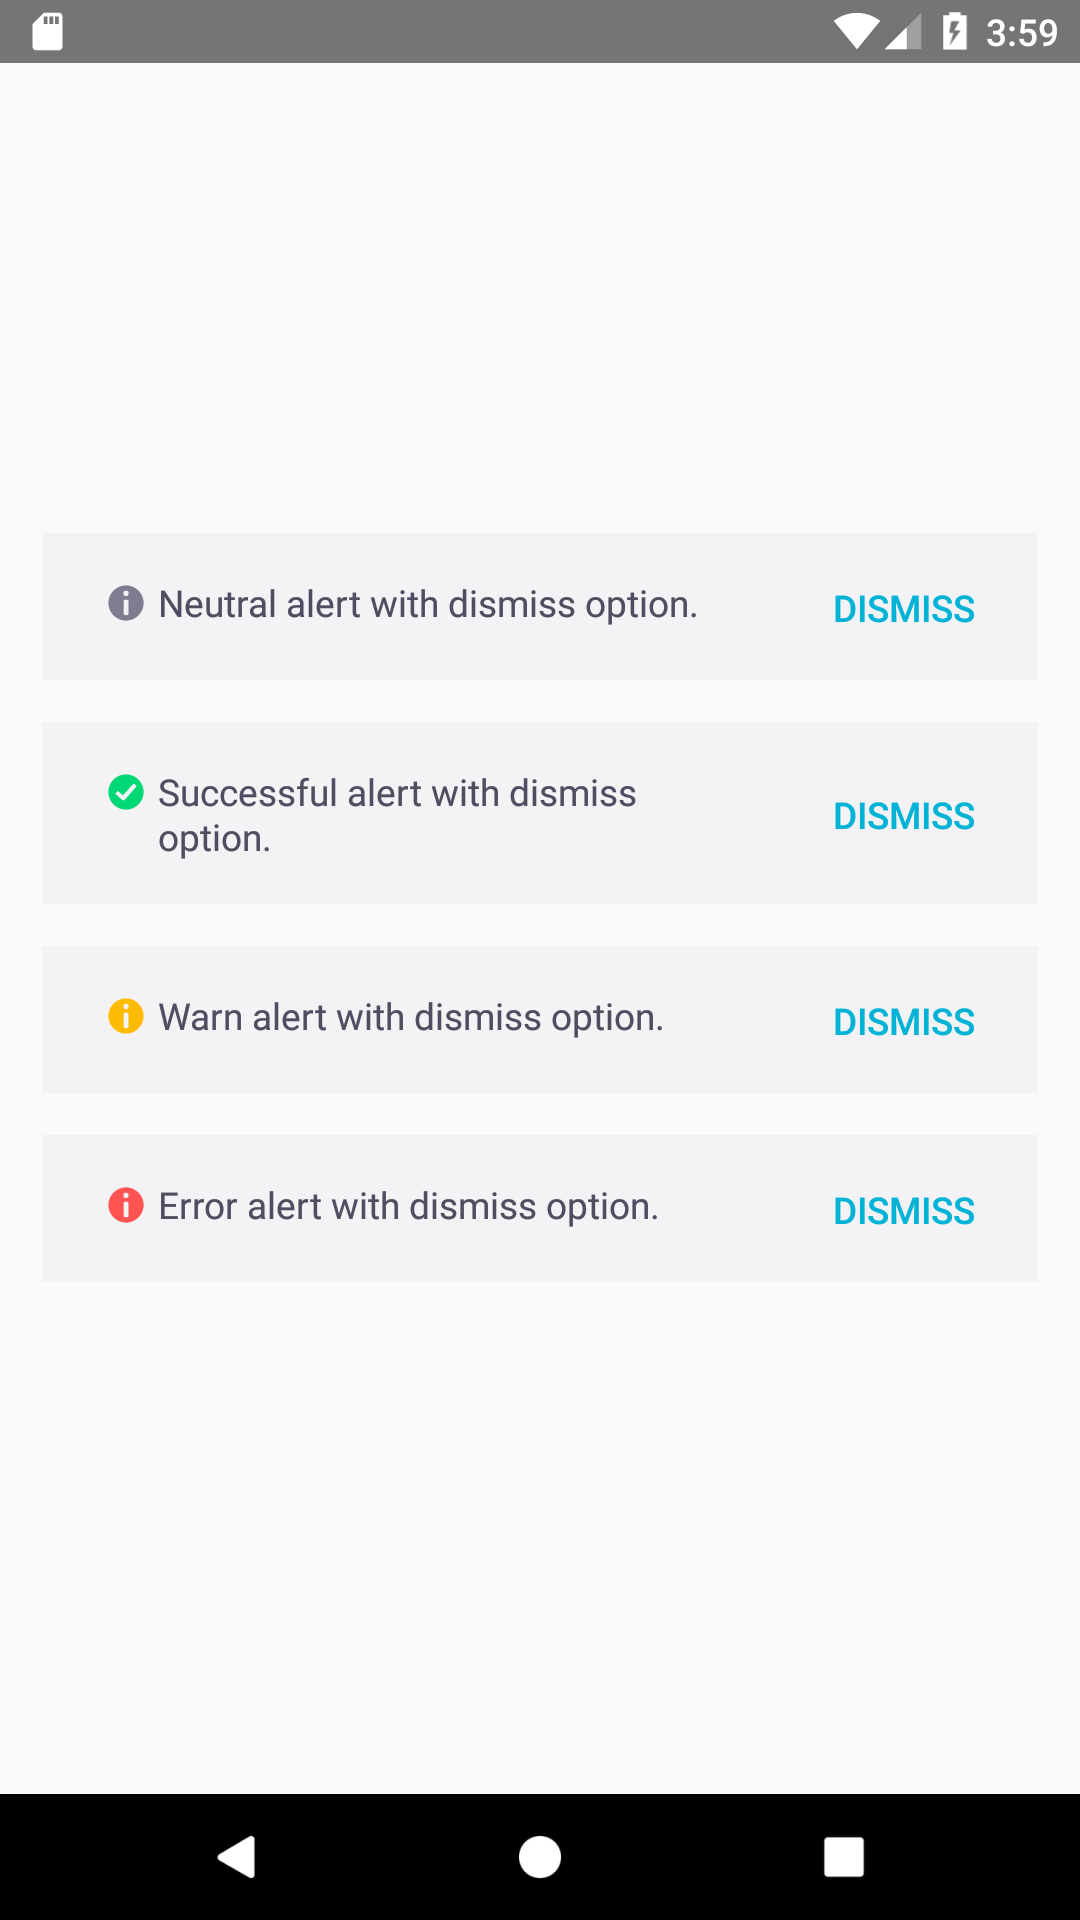 3:59
Neutral alert with dismiss option.
DISMISS
Successful alert with dismiss
option.
DISMISS
Warn alert with dismiss option.
DISMISS
Error alert with dismiss option.
DISMISS